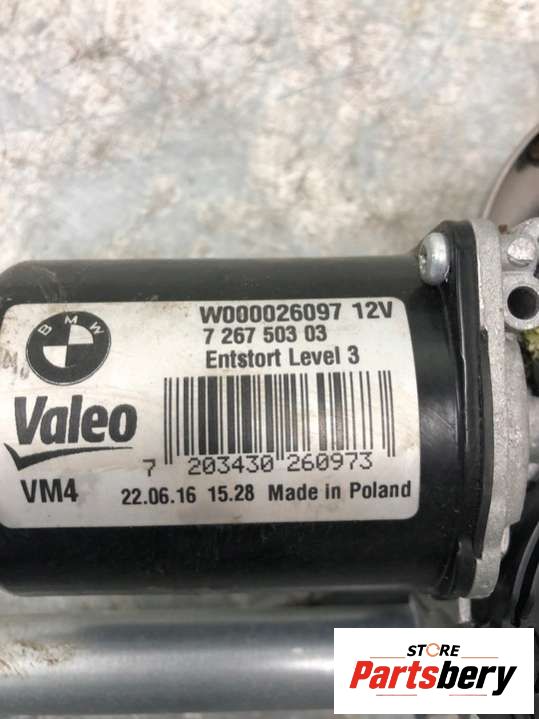 W000026097 12V
7 267 503 03
Entstort Level 3
BMW
Valeo
7 203430 260973
VM4
22.06.16 15.28 Made in Poland
STORE
Partsbery